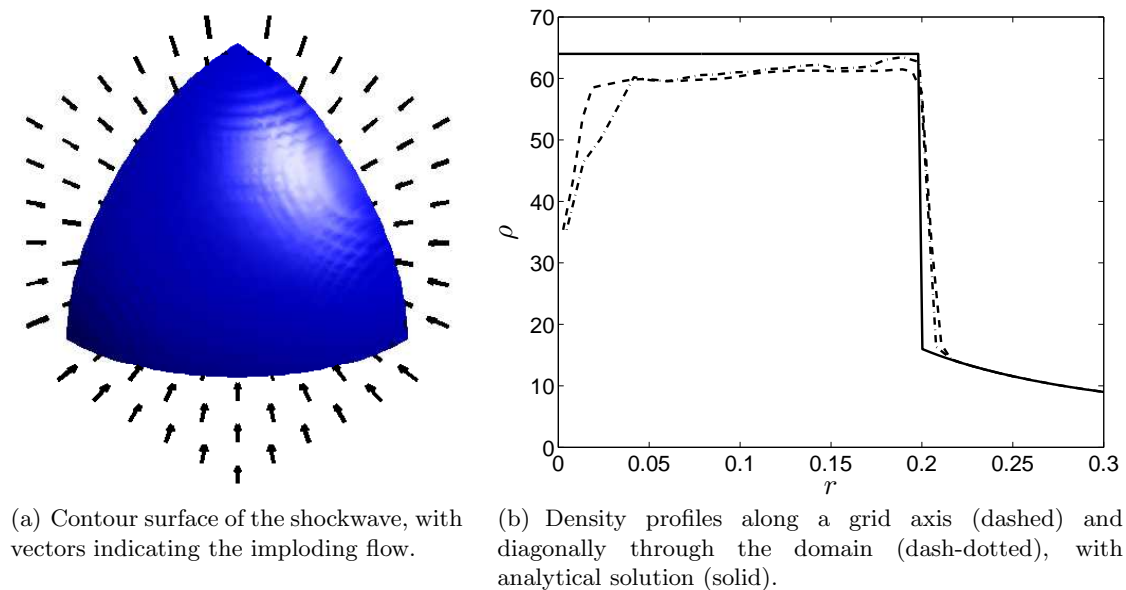 70
60
50
40
30
20
10
0
ρ
0 0.05 0.1 0.15 0.2 0.25 0.3
r
(a) Contour surface of the shockwave, with
vectors indicating the imploding flow.
(b) Density profiles along a grid axis (dashed) and
diagonally through the domain (dash-dotted), with
analytical solution (solid).